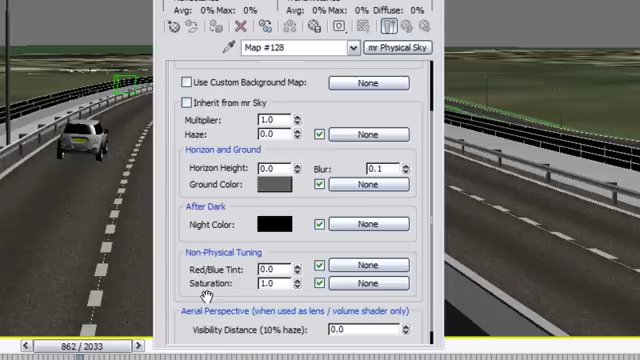 Avg: 0% Max: 0% Avg: 0% Max: 0% Diffuse: 0%
Map #128 mr Physical Sky
Use Custom Background Map: None
Inherit from mr Sky
Multiplier: 1.0
Haze: 0.0 None
Horizon and Ground
Horizon Height: 0.0 Blur: 0.1
Ground Color: None
After Dark
Night Color: None
Non-Physical Tuning
Red/Blue Tint: 0.0 None
Saturation: 1.0 None
Aerial Perspective (when used as lens / volume shader only)
Visibility Distance (10% haze): 0.0
862 / 2033